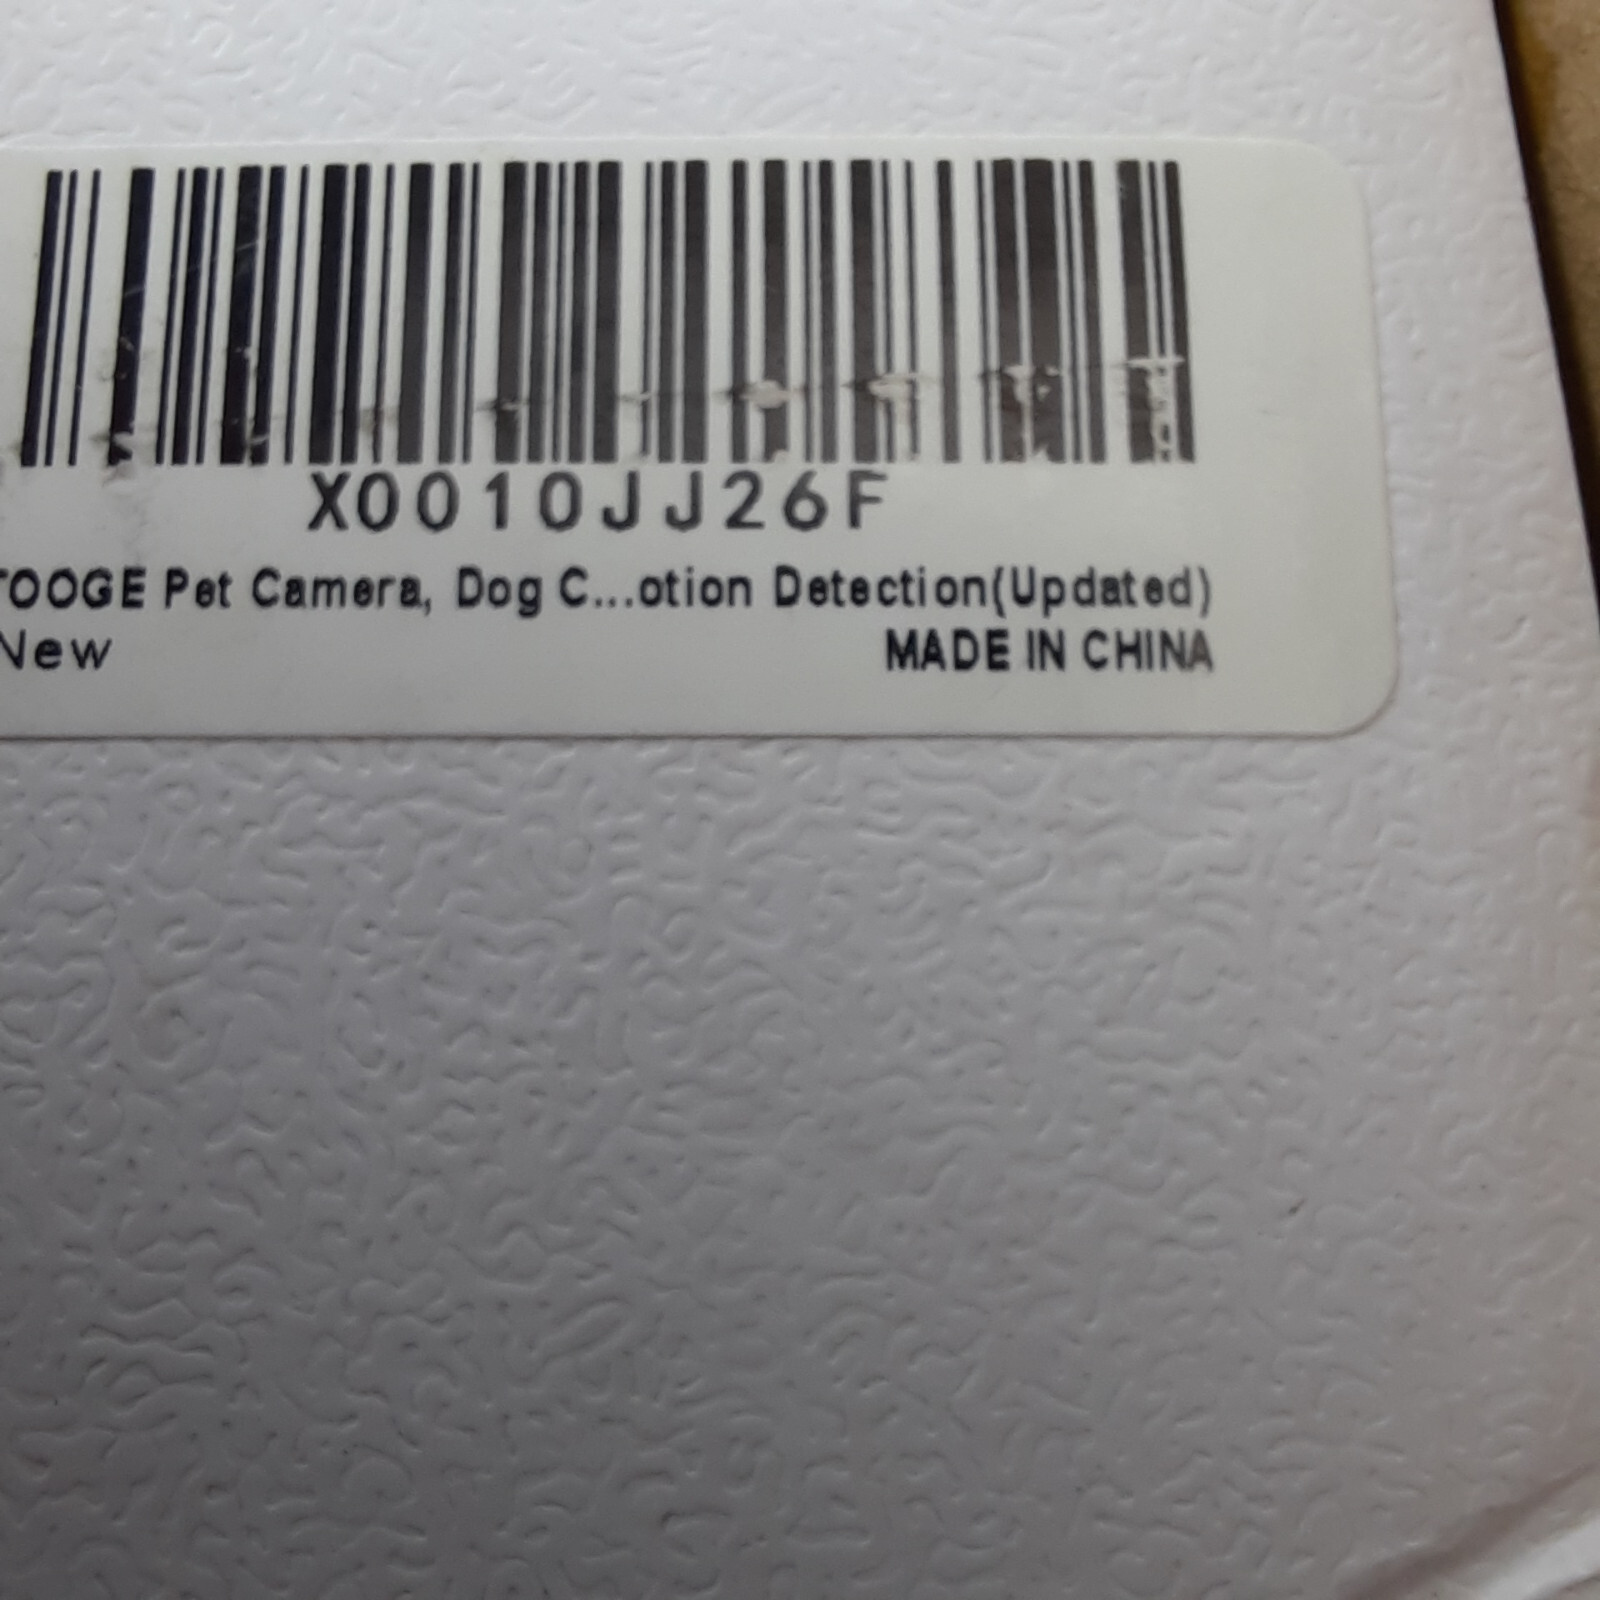 X0010JJ26F
TOOGE Pet Camera, Dog C...otion Detection(Updated)
New
MADE IN CHINA